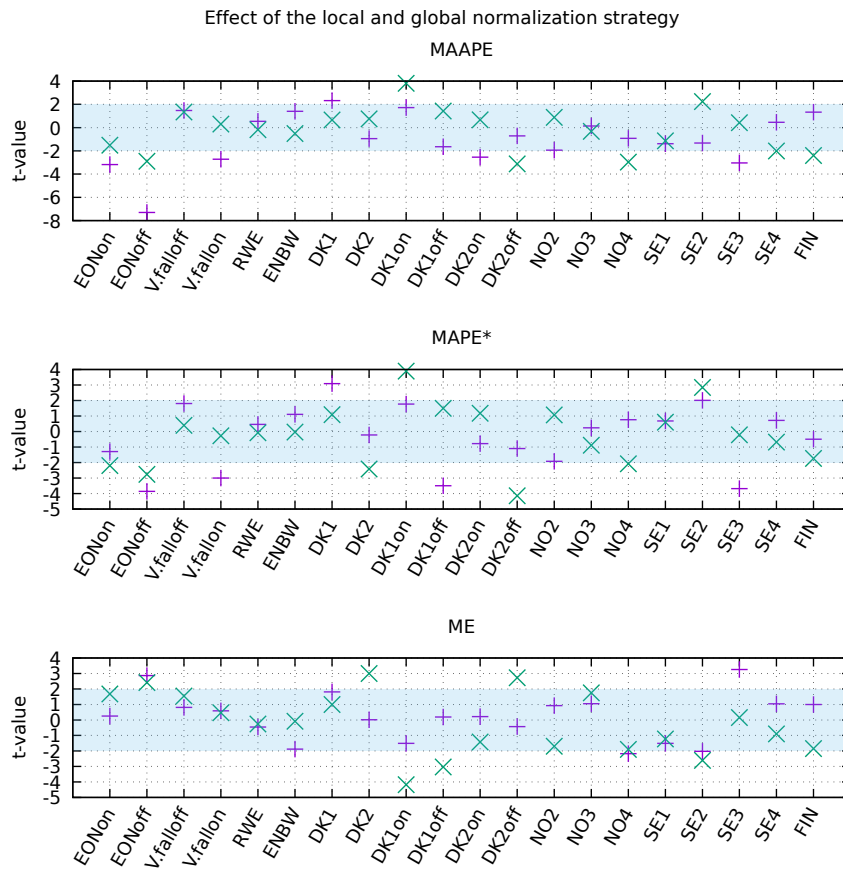 Effect of the local and global normalization strategy
MAAPE
t-value
4
2
0
-2
-4
-6
-8
EONon
EONoff
V.falloff
V.fallon
RWE
ENBW
DK1
DK2
DK1on
DK1off
DK2on
DK2off
NO2
NO3
NO4
SE1
SE2
SE3
SE4
FIN
MAPE*
t-value
4
3
2
1
0
-1
-2
-3
-4
-5
EONon
EONoff
V.falloff
V.fallon
RWE
ENBW
DK1
DK2
DK1on
DK1off
DK2on
DK2off
NO2
NO3
NO4
SE1
SE2
SE3
SE4
FIN
ME
t-value
4
3
2
1
0
-1
-2
-3
-4
-5
EONon
EONoff
V.falloff
V.fallon
RWE
ENBW
DK1
DK2
DK1on
DK1off
DK2on
DK2off
NO2
NO3
NO4
SE1
SE2
SE3
SE4
FIN